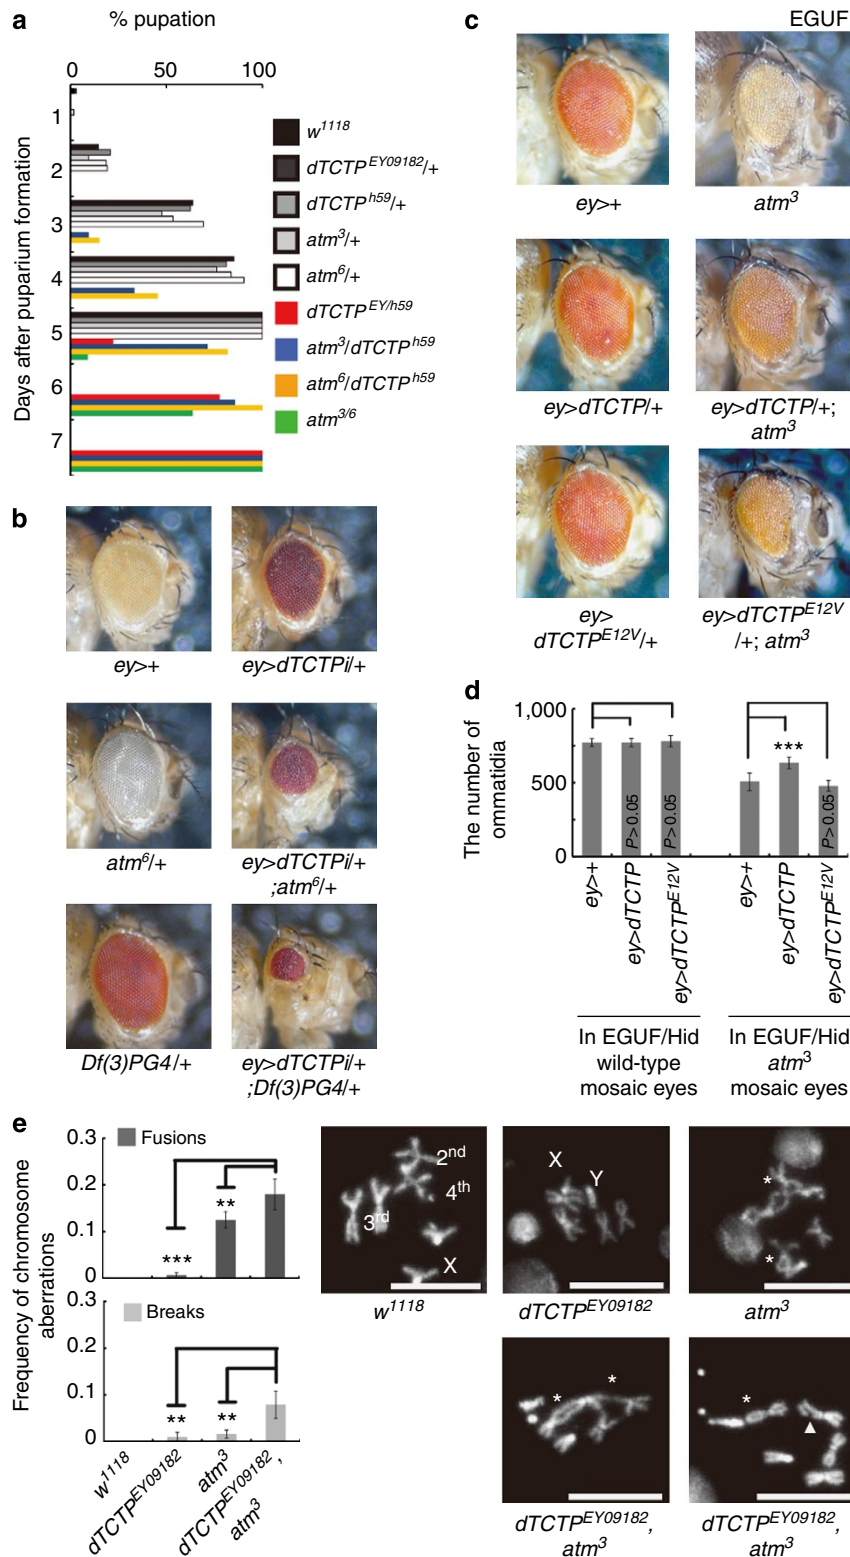 a
% pupation
0 50 100
Days after puparium formation
1
2
3
4
5
6
7
w1118
dTCTPEY09182/+
dTCTPh59/+
atm3/+
atm6/+
dTCTPEY/h59
atm3/dTCTPh59
atm6/dTCTPh59
atm3/6
b
ey>+
ey>dTCTPi/+
atm6/+
ey>dTCTPi/+
;atm6/+
Df(3)PG4/+
ey>dTCTPi/+
;Df(3)PG4/+
c
EGUF
ey>+
atm3
ey>dTCTP/+
ey>dTCTP/+;
atm3
ey>
dTCTPE12V/+
ey>dTCTPE12V
/+; atm3
d
The number of
ommatidia
1,000
500
0
P>0.05
P>0.05
***
P>0.05
ey>+
ey>dTCTP
ey>dTCTPE12V
ey>+
ey>dTCTP
ey>dTCTPE12V
In EGUF/Hid
wild-type
mosaic eyes
In EGUF/Hid
atm3
mosaic eyes
e
Frequency of chromosome
aberrations
0.3
0.2
0.1
0
Fusions
***
**
0.3
0.2
0.1
0
Breaks
**
**
w1118
dTCTPEY09182
atm3
dTCTPEY09182,
atm3
2nd
4th
3rd
X
w1118
X
Y
dTCTPEY09182
*
*
atm3
*
*
dTCTPEY09182,
atm3
*
dTCTPEY09182,
atm3